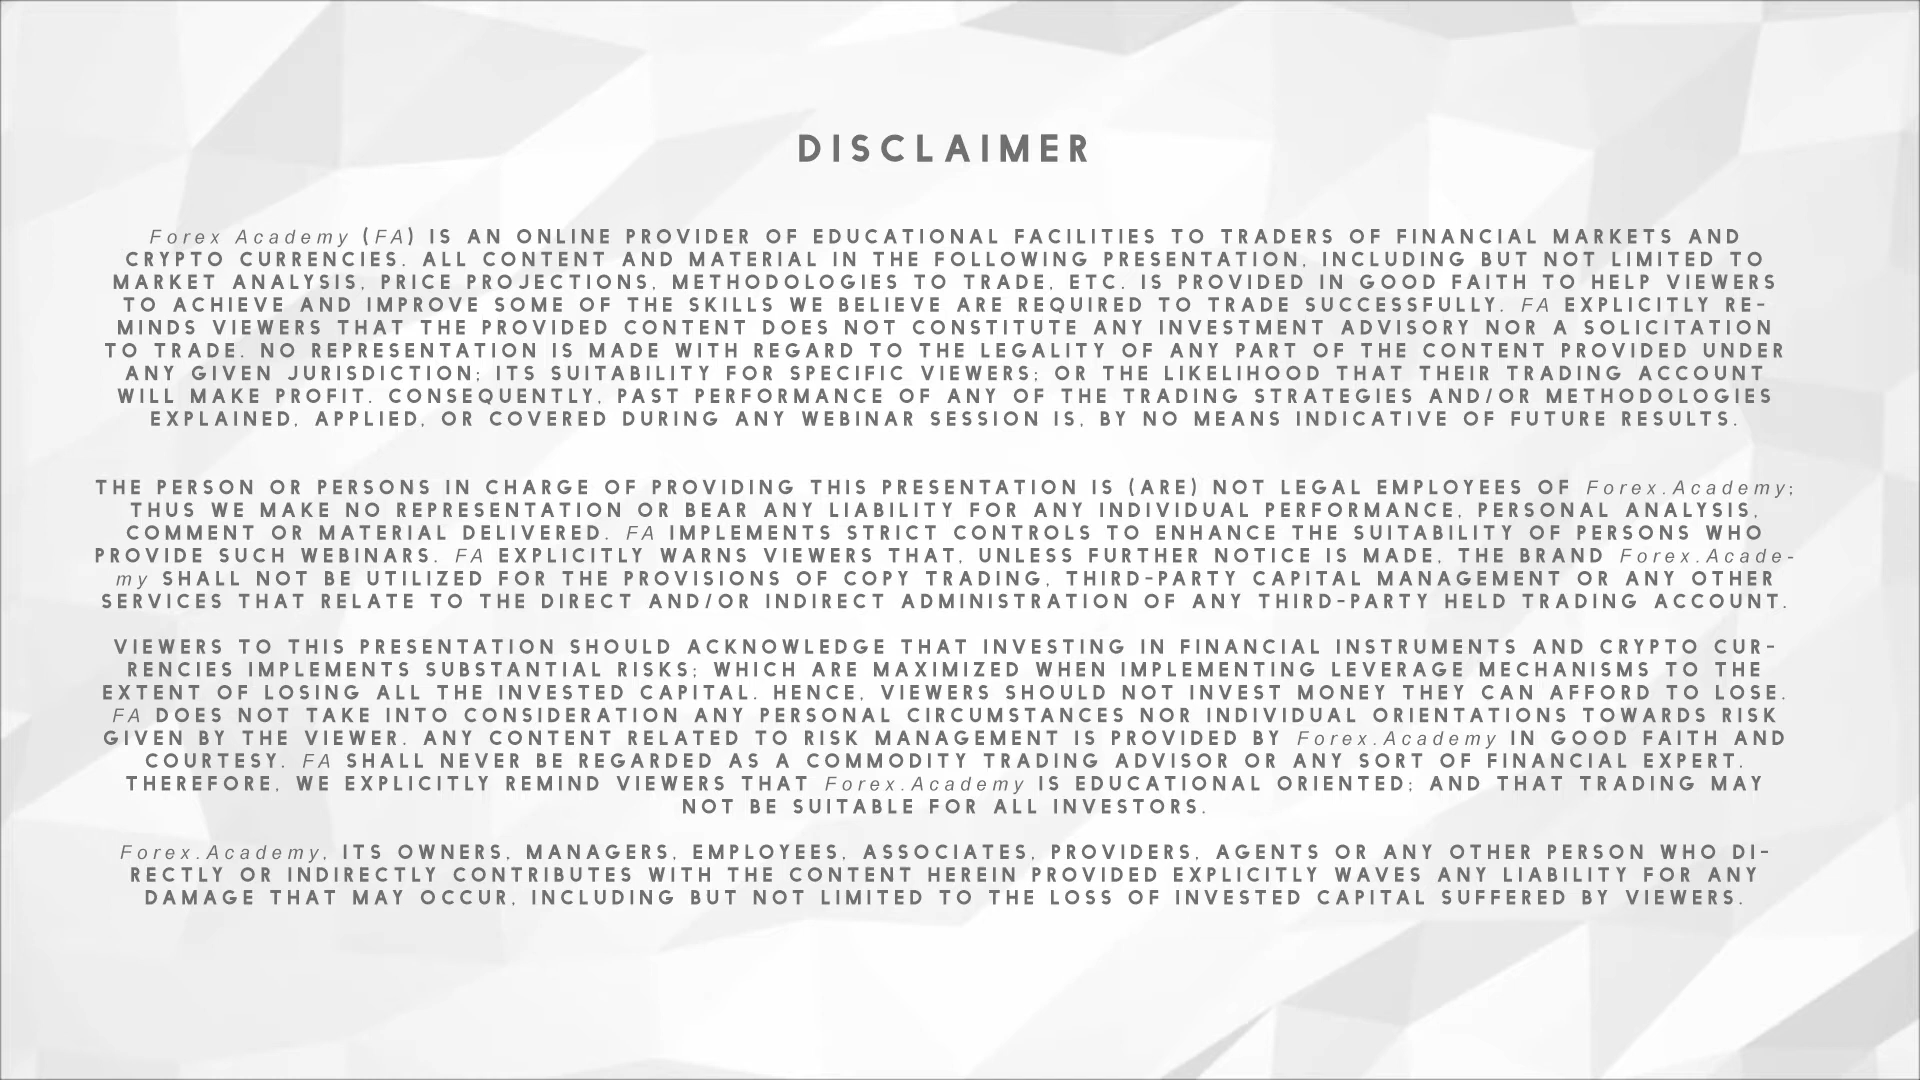 DISCLAIMER
Forex Academy (FA) IS AN ONLINE PROVIDER OF EDUCATIONAL FACILITIES TO TRADERS OF FINANCIAL MARKETS AND
CRYPTO CURRENCIES. ALL CONTENT AND MATERIAL IN THE FOLLOWING PRESENTATION, INCLUDING BUT NOT LIMITED TO
MARKET ANALYSIS, PRICE PROJECTIONS, METHODOLOGIES TO TRADE, ETC. IS PROVIDED IN GOOD FAITH TO HELP VIEWERS
TO ACHIEVE AND IMPROVE SOME OF THE SKILLS WE BELIEVE ARE REQUIRED TO TRADE SUCCESSFULLY. FA EXPLICITLY RE-
MINDS VIEWERS THAT THE PROVIDED CONTENT DOES NOT CONSTITUTE ANY INVESTMENT ADVISORY NOR A SOLICITATION
TO TRADE. NO REPRESENTATION IS MADE WITH REGARD TO THE LEGALITY OF ANY PART OF THE CONTENT PROVIDED UNDER
ANY GIVEN JURISDICTION; ITS SUITABILITY FOR SPECIFIC VIEWERS; OR THE LIKELIHOOD THAT THEIR TRADING ACCOUNT
WILL MAKE PROFIT. CONSEQUENTLY, PAST PERFORMANCE OF ANY OF THE TRADING STRATEGIES AND/OR METHODOLOGIES
EXPLAINED, APPLIED, OR COVERED DURING ANY WEBINAR SESSION IS, BY NO MEANS INDICATIVE OF FUTURE RESULTS.
THE PERSON OR PERSONS IN CHARGE OF PROVIDING THIS PRESENTATION IS (ARE) NOT LEGAL EMPLOYEES OF Forex.Academy;
THUS WE MAKE NO REPRESENTATION OR BEAR ANY LIABILITY FOR ANY INDIVIDUAL PERFORMANCE, PERSONAL ANALYSIS,
COMMENT OR MATERIAL DELIVERED. FA IMPLEMENTS STRICT CONTROLS TO ENHANCE THE SUITABILITY OF PERSONS WHO
PROVIDE SUCH WEBINARS. FA EXPLICITLY WARNS VIEWERS THAT, UNLESS FURTHER NOTICE IS MADE, THE BRAND Forex.Acade-
my SHALL NOT BE UTILIZED FOR THE PROVISIONS OF COPY TRADING, THIRD-PARTY CAPITAL MANAGEMENT OR ANY OTHER
SERVICES THAT RELATE TO THE DIRECT AND/OR INDIRECT ADMINISTRATION OF ANY THIRD-PARTY HELD TRADING ACCOUNT.
VIEWERS TO THIS PRESENTATION SHOULD ACKNOWLEDGE THAT INVESTING IN FINANCIAL INSTRUMENTS AND CRYPTO CUR-
RENCIES IMPLEMENTS SUBSTANTIAL RISKS; WHICH ARE MAXIMIZED WHEN IMPLEMENTING LEVERAGE MECHANISMS TO THE
EXTENT OF LOSING ALL THE INVESTED CAPITAL. HENCE, VIEWERS SHOULD NOT INVEST MONEY THEY CAN AFFORD TO LOSE.
FA DOES NOT TAKE INTO CONSIDERATION ANY PERSONAL CIRCUMSTANCES NOR INDIVIDUAL ORIENTATIONS TOWARDS RISK
GIVEN BY THE VIEWER. ANY CONTENT RELATED TO RISK MANAGEMENT IS PROVIDED BY Forex.Academy IN GOOD FAITH AND
COURTESY. FA SHALL NEVER BE REGARDED AS A COMMODITY TRADING ADVISOR OR ANY SORT OF FINANCIAL EXPERT.
THEREFORE, WE EXPLICITLY REMIND VIEWERS THAT Forex.Academy IS EDUCATIONAL ORIENTED; AND THAT TRADING MAY
NOT BE SUITABLE FOR ALL INVESTORS.
Forex.Academy, ITS OWNERS, MANAGERS, EMPLOYEES, ASSOCIATES, PROVIDERS, AGENTS OR ANY OTHER PERSON WHO DI-
RECTLY OR INDIRECTLY CONTRIBUTES WITH THE CONTENT HEREIN PROVIDED EXPLICITLY WAVES ANY LIABILITY FOR ANY
DAMAGE THAT MAY OCCUR, INCLUDING BUT NOT LIMITED TO THE LOSS OF INVESTED CAPITAL SUFFERED BY VIEWERS.